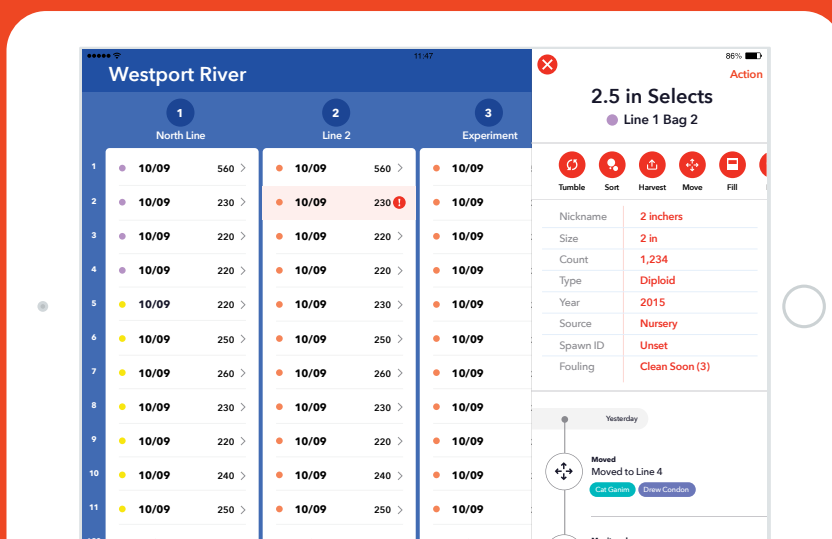 11:47
86%
Westport River
Action
2.5 in Selects
Line 1 Bag 2
1
North Line
2
Line 2
3
Experiment
Tumble
Sort
Harvest
Move
Fill
1 10/09 560 > 10/09 560 > 10/09
2 10/09 230 > 10/09 230 ! 10/09
3 10/09 220 > 10/09 220 > 10/09
4 10/09 220 > 10/09 220 > 10/09
5 10/09 220 > 10/09 230 > 10/09
6 10/09 250 > 10/09 250 > 10/09
7 10/09 260 > 10/09 260 > 10/09
8 10/09 230 > 10/09 230 > 10/09
9 10/09 220 > 10/09 220 > 10/09
10 10/09 240 > 10/09 240 > 10/09
11 10/09 250 > 10/09 250 > 10/09
Nickname 2 inchers
Size 2 in
Count 1,234
Type Diploid
Year 2015
Source Nursery
Spawn ID Unset
Fouling Clean Soon (3)
Yesterday
Moved
Moved to Line 4
Cat Ganim Drew Condon